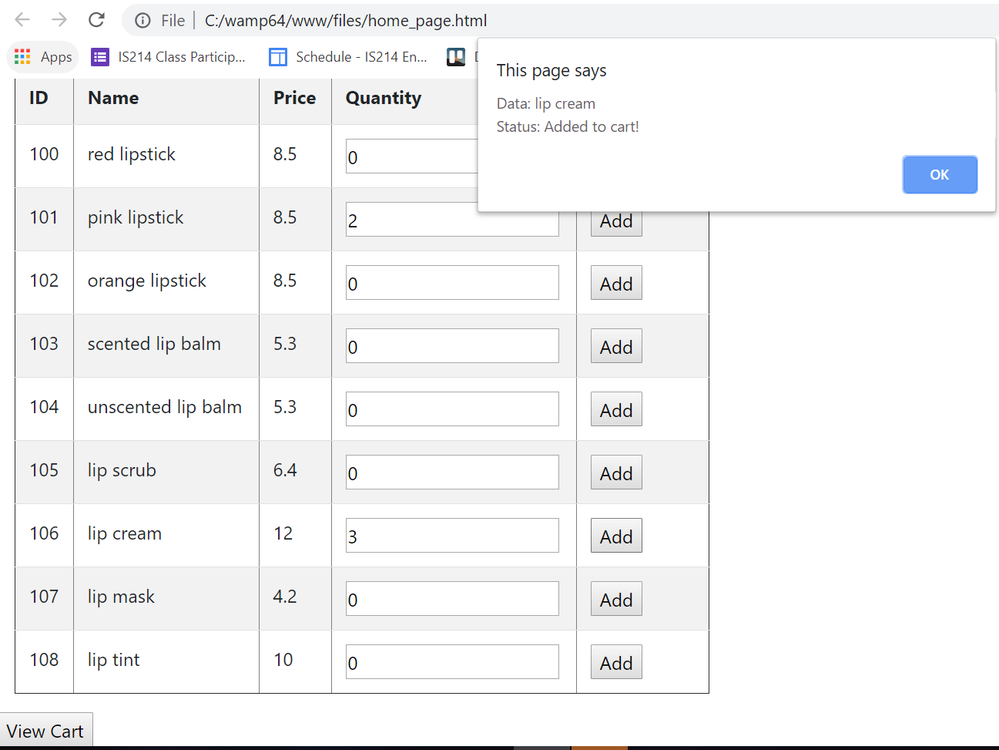 File C:/wamp64/www/files/home_page.html
Apps IS214 Class Particip... Schedule - IS214 En...
This page says
Data: lip cream
Status: Added to cart!
OK
ID Name Price Quantity
100 red lipstick 8.5 0
101 pink lipstick 8.5 2 Add
102 orange lipstick 8.5 0 Add
103 scented lip balm 5.3 0 Add
104 unscented lip balm 5.3 0 Add
105 lip scrub 6.4 0 Add
106 lip cream 12 3 Add
107 lip mask 4.2 0 Add
108 lip tint 10 0 Add
View Cart